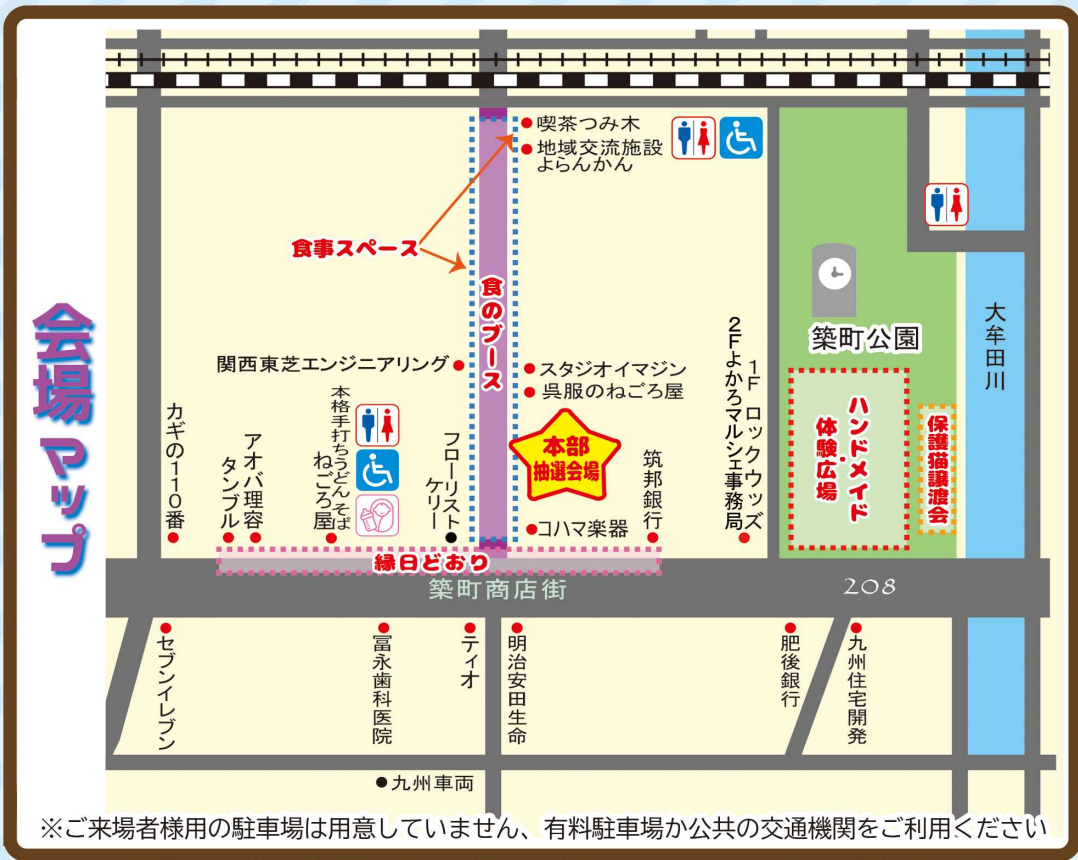 会場マップ
喫茶つみ木
地域交流施設
よらんかん
食事スペース
食のブース
関西東芝エンジニアリング
スタジオイマジン
呉服のねごろ屋
本部
抽選会場
カギの110番
タンブル
アオバ理容
本格手打ちうどん そば
ねごろ屋
フローリスト
ケリー
コハマ楽器
筑邦銀行
2Fよかろマルシェ事務局
1F ロックウッズ
築町公園
ハンドメイド
・
体験広場
保護猫譲渡会
大牟田川
縁日どおり
築町商店街
208
セブンイレブン
冨永歯科医院
ティオ
明治安田生命
肥後銀行
九州住宅開発
九州車両
※ご来場者様用の駐車場は用意していません、有料駐車場か公共の交通機関をご利用ください